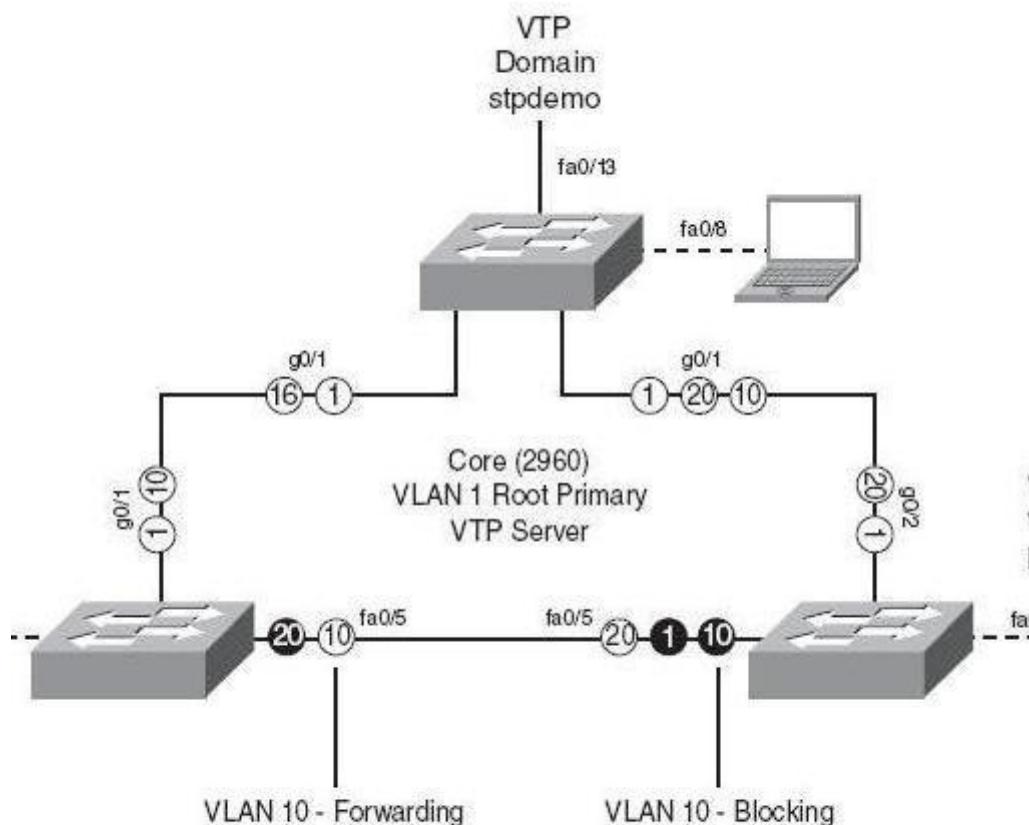 VTP
Domain
stpdemo
fa0/13
fa0/8
g0/1
16 1
g0/1
1 20 10
Core (2960)
VLAN 1 Root Primary
VTP Server
g0/1
10
1
20
g0/2
1
20 10 fa0/5
fa0/5 20 1 10
fa
VLAN 10 - Forwarding
VLAN 10 - Blocking